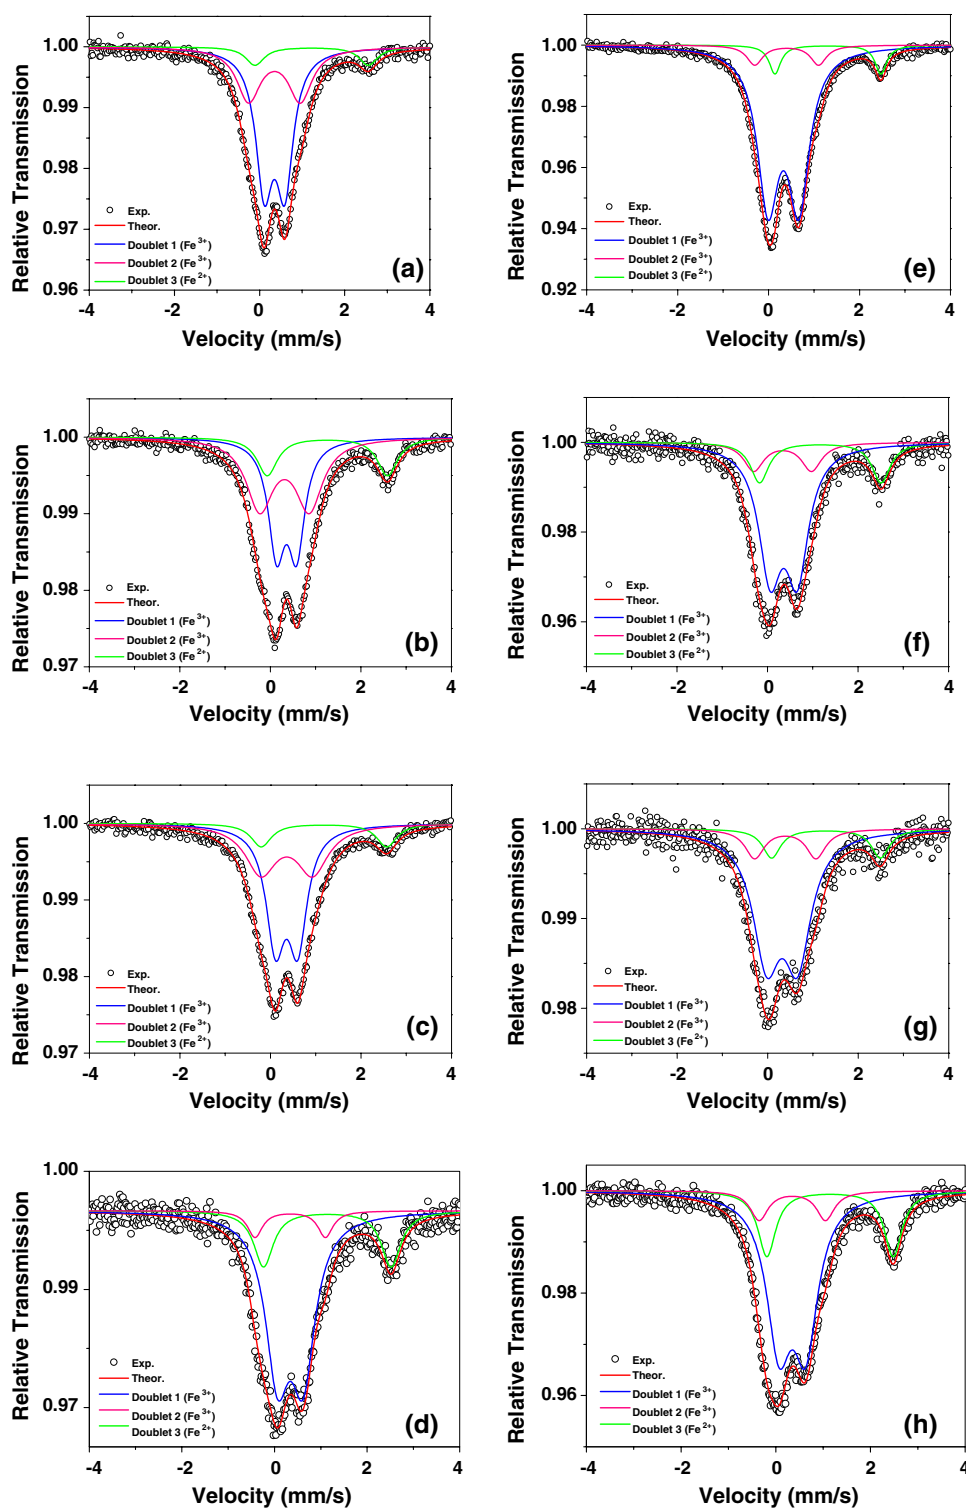 1.00
0.99
0.98
0.97
0.96
Relative Transmission
Exp.
Theor.
Doublet 1 (Fe³⁺)
Doublet 2 (Fe³⁺)
Doublet 3 (Fe²⁺)
(a)
-4 -2 0 2 4
Velocity (mm/s)
1.00
0.98
0.96
0.94
0.92
Relative Transmission
Exp.
Theor.
Doublet 1 (Fe³⁺)
Doublet 2 (Fe³⁺)
Doublet 3 (Fe²⁺)
(e)
-4 -2 0 2 4
Velocity (mm/s)
1.00
0.99
0.98
0.97
Relative Transmission
Exp.
Theor.
Doublet 1 (Fe³⁺)
Doublet 2 (Fe³⁺)
Doublet 3 (Fe²⁺)
(b)
-4 -2 0 2 4
Velocity (mm/s)
1.00
0.98
0.96
Relative Transmission
Exp.
Theor.
Doublet 1 (Fe³⁺)
Doublet 2 (Fe³⁺)
Doublet 3 (Fe²⁺)
(f)
-4 -2 0 2 4
Velocity (mm/s)
1.00
0.99
0.98
0.97
Relative Transmission
Exp.
Theor.
Doublet 1 (Fe³⁺)
Doublet 2 (Fe³⁺)
Doublet 3 (Fe²⁺)
(c)
-4 -2 0 2 4
Velocity (mm/s)
1.00
0.99
0.98
Relative Transmission
Exp.
Theor.
Doublet 1 (Fe³⁺)
Doublet 2 (Fe³⁺)
Doublet 3 (Fe²⁺)
(g)
-4 -2 0 2 4
Velocity (mm/s)
1.00
0.99
0.97
Relative Transmission
Exp.
Theor.
Doublet 1 (Fe³⁺)
Doublet 2 (Fe³⁺)
Doublet 3 (Fe²⁺)
(d)
-4 -2 0 2 4
Velocity (mm/s)
1.00
0.98
0.96
Relative Transmission
Exp.
Theor.
Doublet 1 (Fe³⁺)
Doublet 2 (Fe³⁺)
Doublet 3 (Fe²⁺)
(h)
-4 -2 0 2 4
Velocity (mm/s)